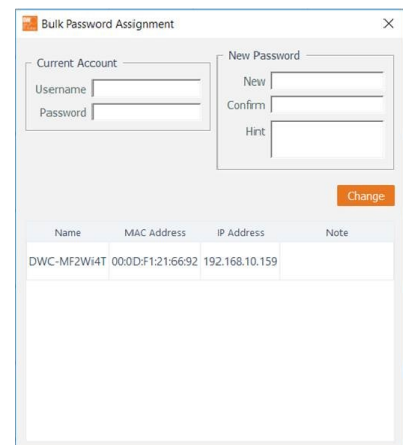 Bulk Password Assignment
Current Account
Username
Password
New Password
New
Confirm
Hint
Change
Name MAC Address IP Address Note
DWC-MF2Wi4T 00:0D:F1:21:66:92 192.168.10.159